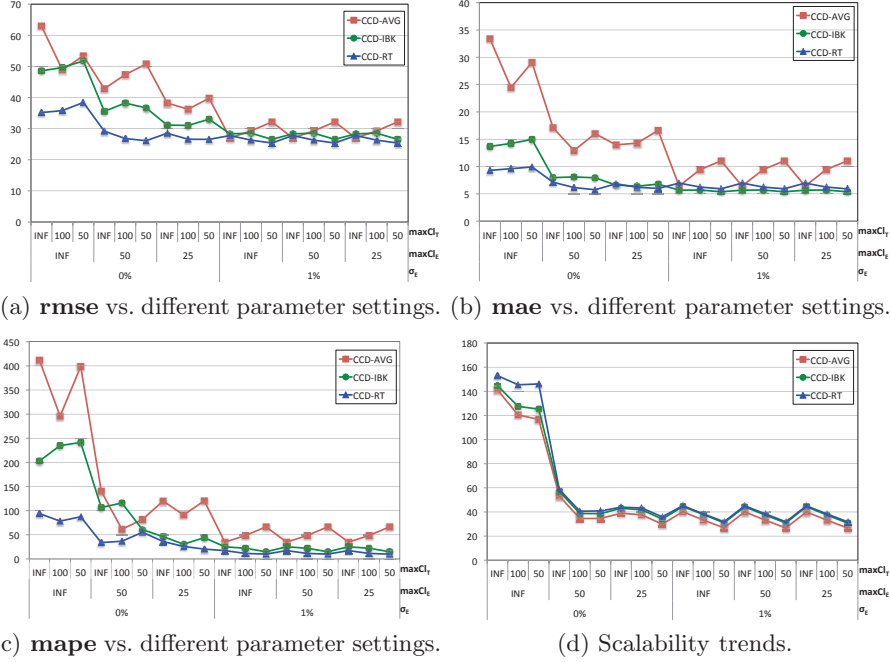 70
60
50
40
30
20
10
0
CCD-AVG
CCD-IBK
CCD-RT
INF 100 50 INF 100 50 INF 100 50 INF 100 50 INF 100 50 INF 100 50 maxCl_T
INF 50 25 INF 50 25 maxCl_E
0% 1% σ_E
(a) rmse vs. different parameter settings.
40
35
30
25
20
15
10
5
0
CCD-AVG
CCD-IBK
CCD-RT
INF 100 50 INF 100 50 INF 100 50 INF 100 50 INF 100 50 INF 100 50 maxCl_T
INF 50 25 INF 50 25 maxCl_E
0% 1% σ_E
(b) mae vs. different parameter settings.
450
400
350
300
250
200
150
100
50
0
CCD-AVG
CCD-IBK
CCD-RT
INF 100 50 INF 100 50 INF 100 50 INF 100 50 INF 100 50 INF 100 50 maxCl_T
INF 50 25 INF 50 25 maxCl_E
0% 1% σ_E
c) mape vs. different parameter settings.
180
160
140
120
100
80
60
40
20
0
CCD-AVG
CCD-IBK
CCD-RT
INF 100 50 INF 100 50 INF 100 50 INF 100 50 INF 100 50 INF 100 50 maxCl_T
INF 50 25 INF 50 25 maxCl_E
0% 1% σ_E
(d) Scalability trends.